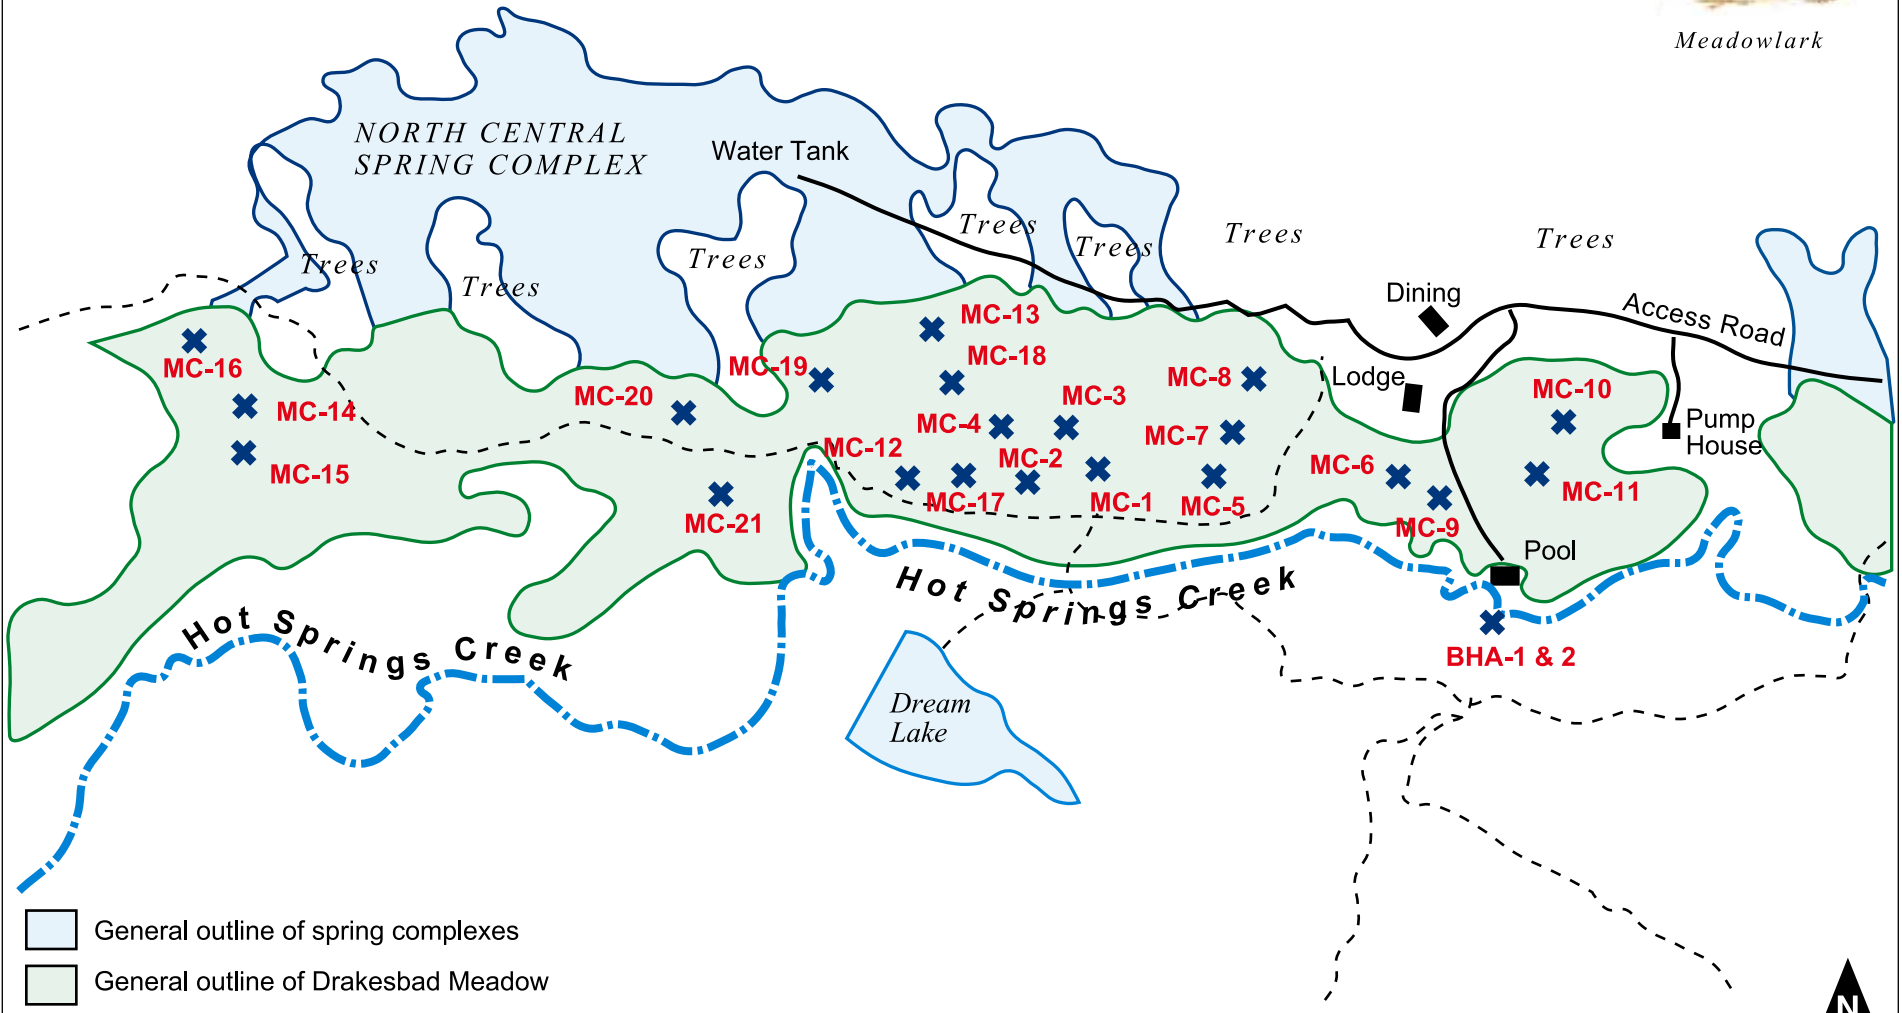 Meadowlark
NORTH CENTRAL
SPRING COMPLEX
Water Tank
Trees
Trees
Trees
Trees
Trees
Trees
Trees
Dining
Access Road
Lodge
Pump
House
Pool
MC-13
MC-18
MC-16
MC-19
MC-8
MC-10
MC-20
MC-3
MC-14
MC-4
MC-7
MC-12
MC-2
MC-6
MC-15
MC-17
MC-1
MC-5
MC-11
MC-21
MC-9
Hot Springs Creek
Hot Springs Creek
BHA-1 & 2
Dream
Lake
General outline of spring complexes
General outline of Drakesbad Meadow
N